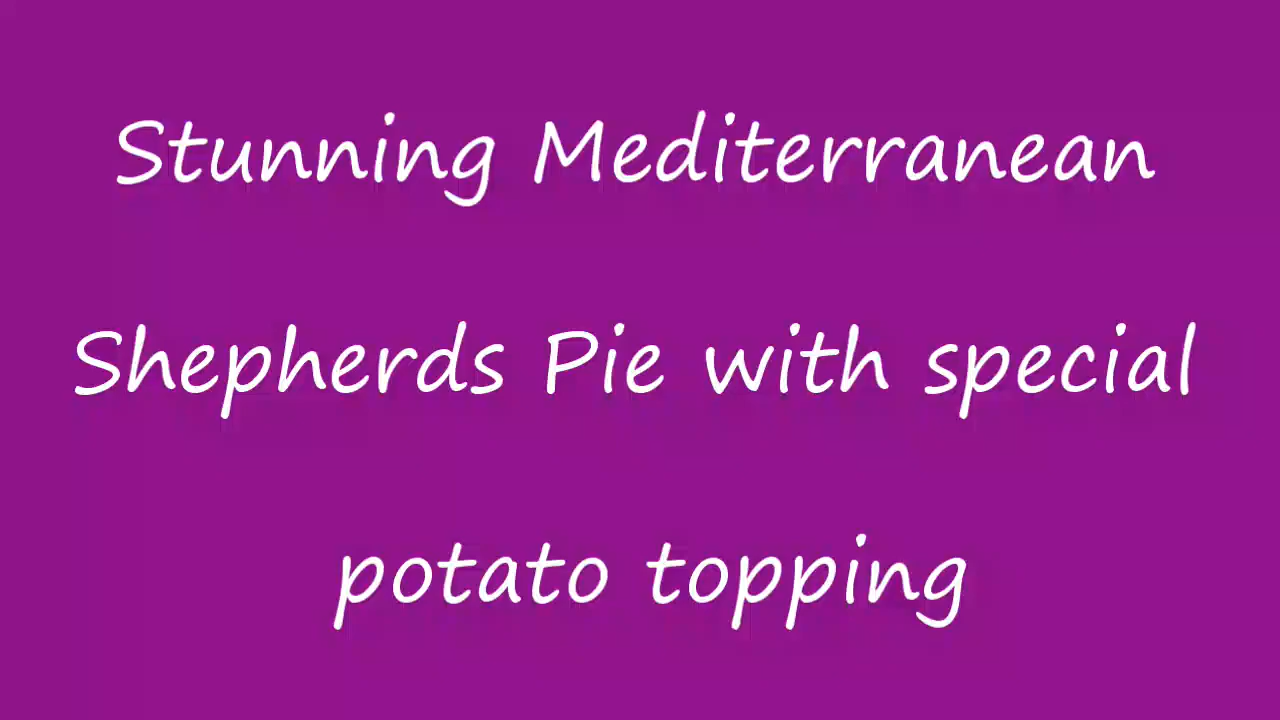 Stunning Mediterranean
Shepherds Pie with special
potato topping